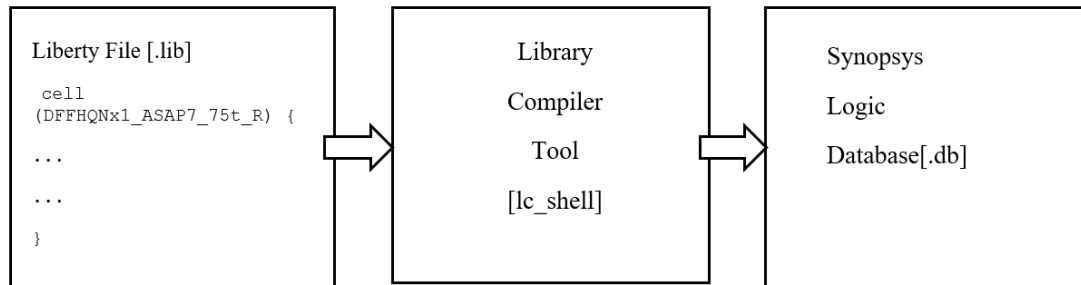 Liberty File [.lib]
cell
(DFFHQNx1_ASAP7_75t_R) {
...
...
}
Library
Compiler
Tool
[lc_shell]
Synopsys
Logic
Database[.db]